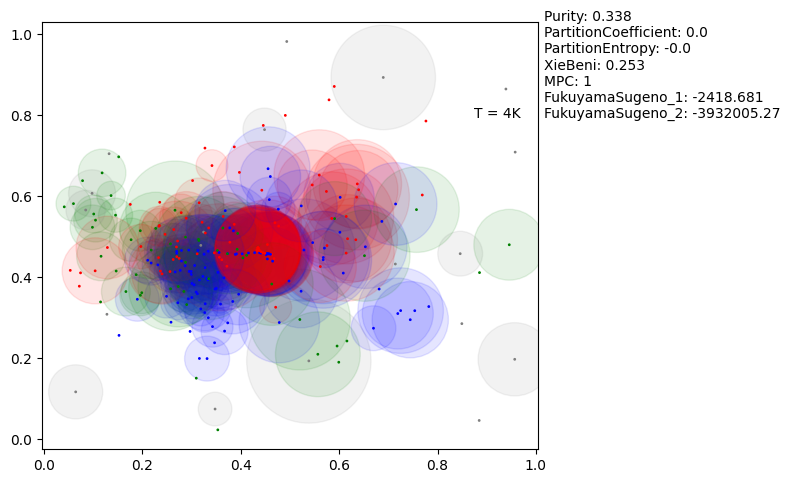 Purity: 0.338
PartitionCoefficient: 0.0
PartitionEntropy: -0.0
XieBeni: 0.253
MPC: 1
FukuyamaSugeno_1: -2418.681
FukuyamaSugeno_2: -3932005.27
T = 4K
1.0
0.8
0.6
0.4
0.2
0.0
0.0 0.2 0.4 0.6 0.8 1.0